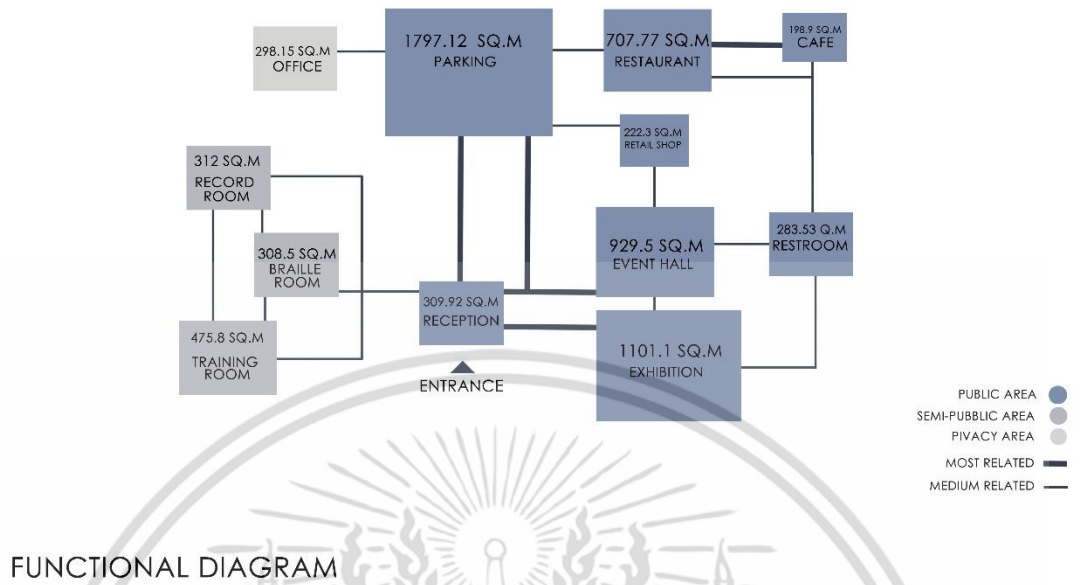 298.15 SQ.M
OFFICE
1797.12 SQ.M
PARKING
707.77 SQ.M
RESTAURANT
198.9 SQ.M
CAFE
222.3 SQ.M
RETAIL SHOP
312 SQ.M
RECORD
ROOM
308.5 SQ.M
BRAILLE
ROOM
475.8 SQ.M
TRAINING
ROOM
309.92 SQ.M
RECEPTION
ENTRANCE
929.5 SQ.M
EVENT HALL
283.53 Q.M
RESTROOM
1101.1 SQ.M
EXHIBITION
PUBLIC AREA
SEMI-PUBBLIC AREA
PIVACY AREA
MOST RELATED
MEDIUM RELATED
FUNCTIONAL DIAGRAM